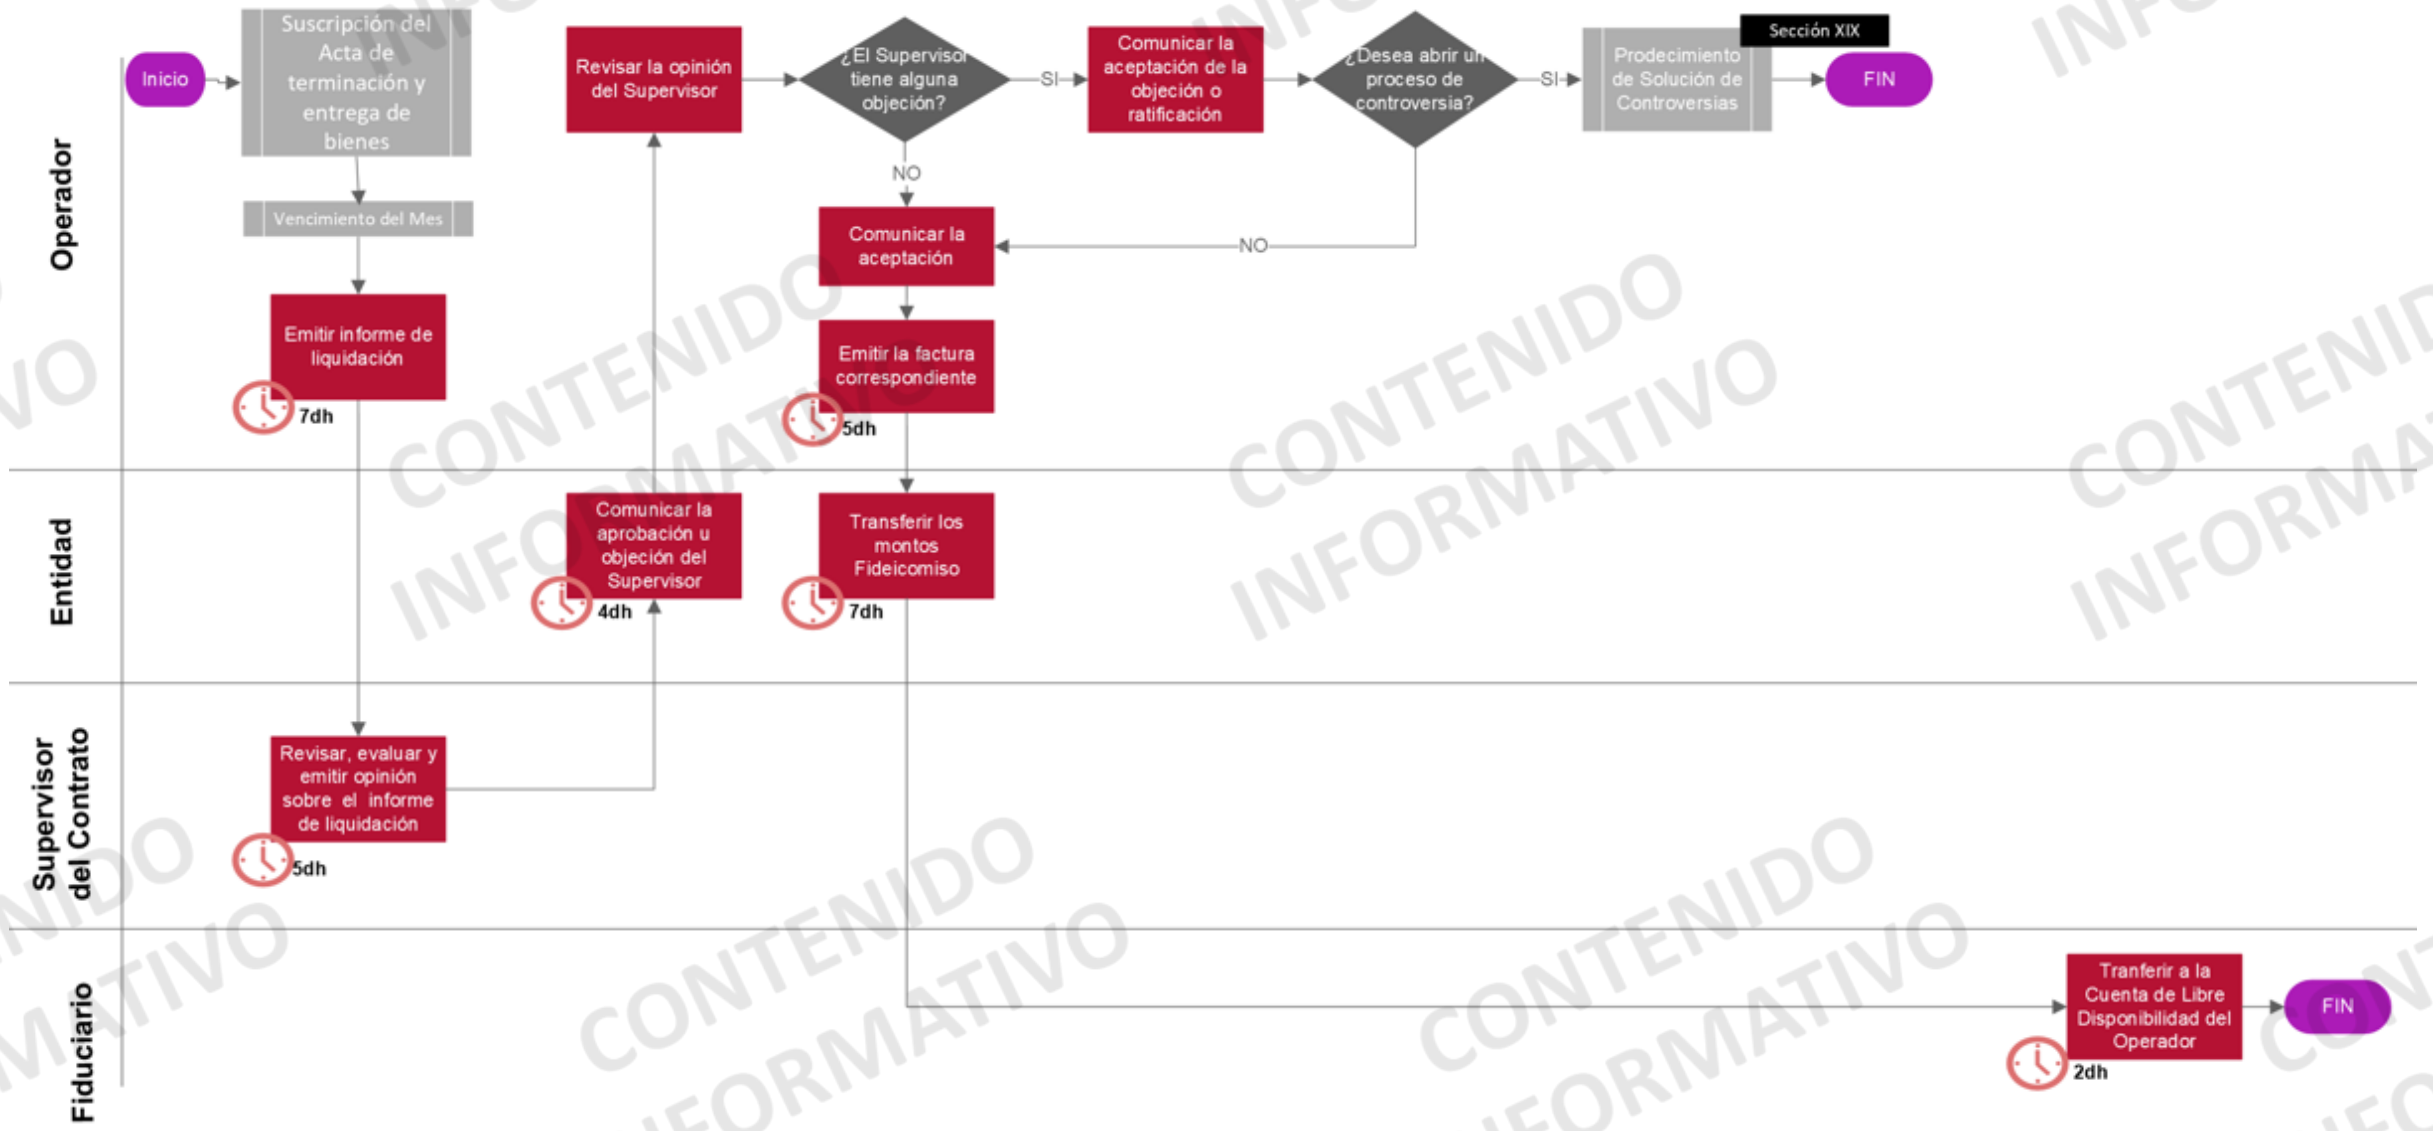 Operador
Inicio
Suscripción del
Acta de
terminación y
entrega de
bienes
Vencimiento del Mes
Emitir informe de
liquidación
7dh
Revisar la opinión
del Supervisor
¿El Supervisor
tiene alguna
objeción?
SI
NO
Comunicar la
aceptación de la
objeción o
ratificación
¿Desea abrir un
proceso de
controversia?
SI
NO
Sección XIX
Prodecimiento
de Solución de
Controversias
FIN
Comunicar la
aceptación
Emitir la factura
correspondiente
5dh
Entidad
Comunicar la
aprobación u
objeción del
Supervisor
4dh
Transferir los
montos
Fideicomiso
7dh
Supervisor
del Contrato
Revisar, evaluar y
emitir opinión
sobre el informe
de liquidación
5dh
Fiduciario
Tranferir a la
Cuenta de Libre
Disponibilidad del
Operador
2dh
FIN
CONTENIDO
INFORMATIVO
CONTENIDO
INFORMATIVO
CONTENIDO
INFORMATIVO
CONTENIDO
INFORMATIVO